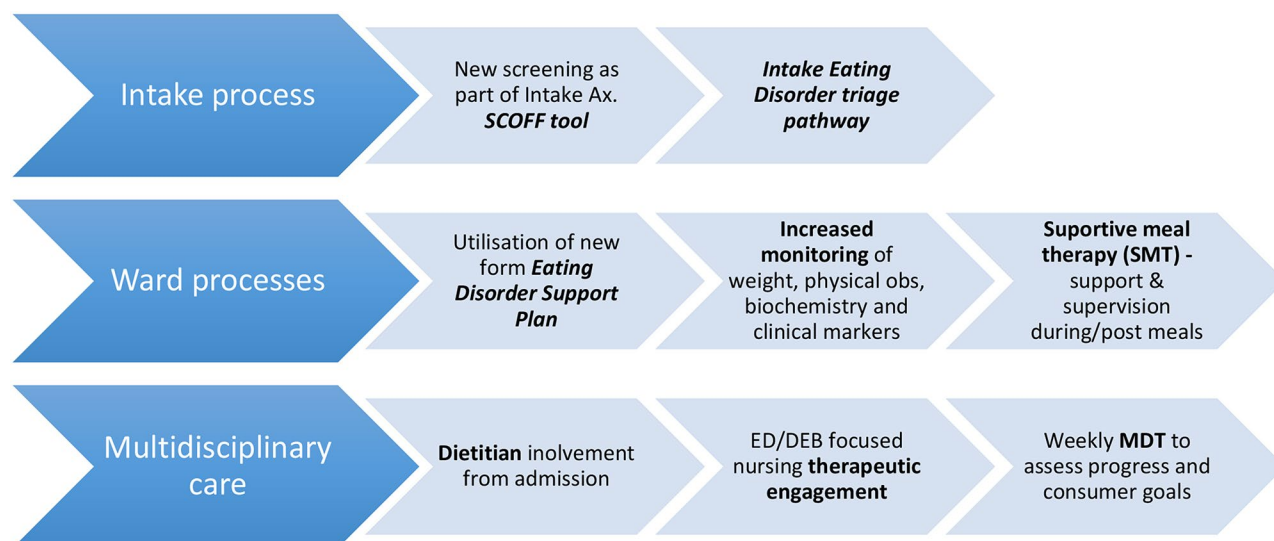 Intake process
New screening as
part of Intake Ax.
SCOFF tool
Intake Eating
Disorder triage
pathway
Ward processes
Utilisation of new
form Eating
Disorder Support
Plan
Increased
monitoring of
weight, physical obs,
biochemistry and
clinical markers
Suportive meal
therapy (SMT) -
support &
supervision
during/post meals
Multidisciplinary
care
Dietitian inolvement
from admission
ED/DEB focused
nursing therapeutic
engagement
Weekly MDT to
assess progress and
consumer goals